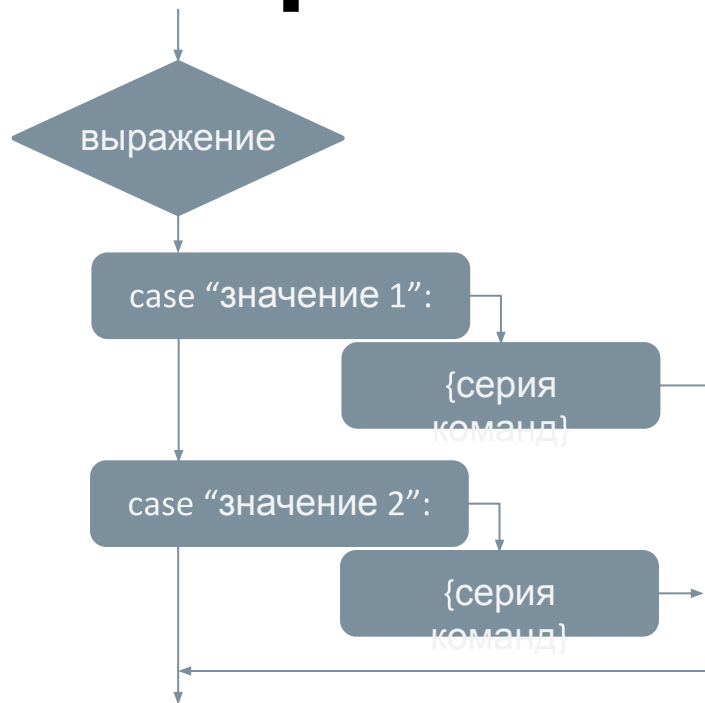 выражение
case “значение 1”:
{серия
команд}
case “значение 2”:
{серия
команд}